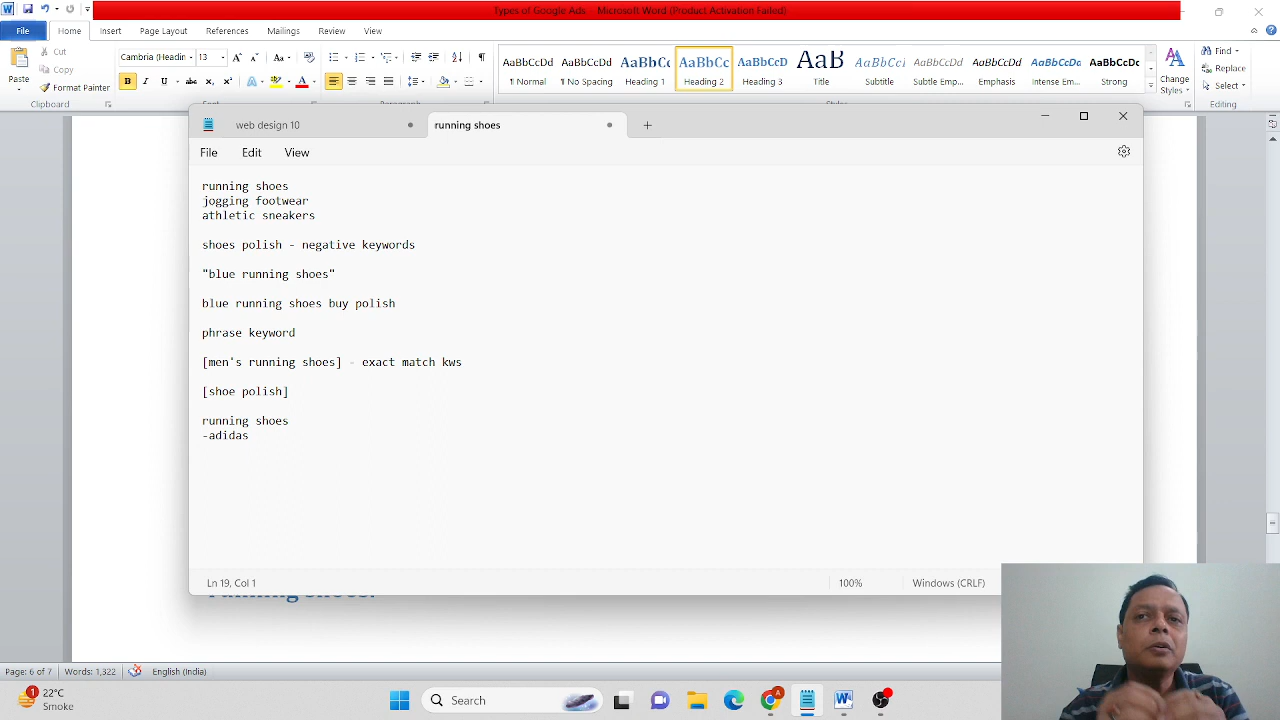 Types of Google Ads - Microsoft Word (Product Activation Failed)
File Home Insert Page Layout References Mailings Review View
Paste
Cut
Copy
Format Painter
Clipboard
Cambria (Headin 13
AaBbCcDc AaBbCcDc AaBbCc AaBbCc AaBbCcD AaB AaBbCcI AaBbCcDc AaBbCcDc AaBbCcDc AaBbCcDc
¶ Normal ¶ No Spacing Heading 1 Heading 2 Heading 3 Title Subtitle Subtle Emp... Emphasis Intense Em... Strong
Change Styles
Find
Replace
Select
Editing
web design 10
running shoes
File Edit View
running shoes
jogging footwear
athletic sneakers
shoes polish - negative keywords
"blue running shoes"
blue running shoes buy polish
phrase keyword
[men's running shoes] - exact match kws
[shoe polish]
running shoes
-adidas
Ln 19, Col 1
100%
Windows (CRLF)
Page: 6 of 7 Words: 1,322 English (India)
1
22°C
Smoke
Search